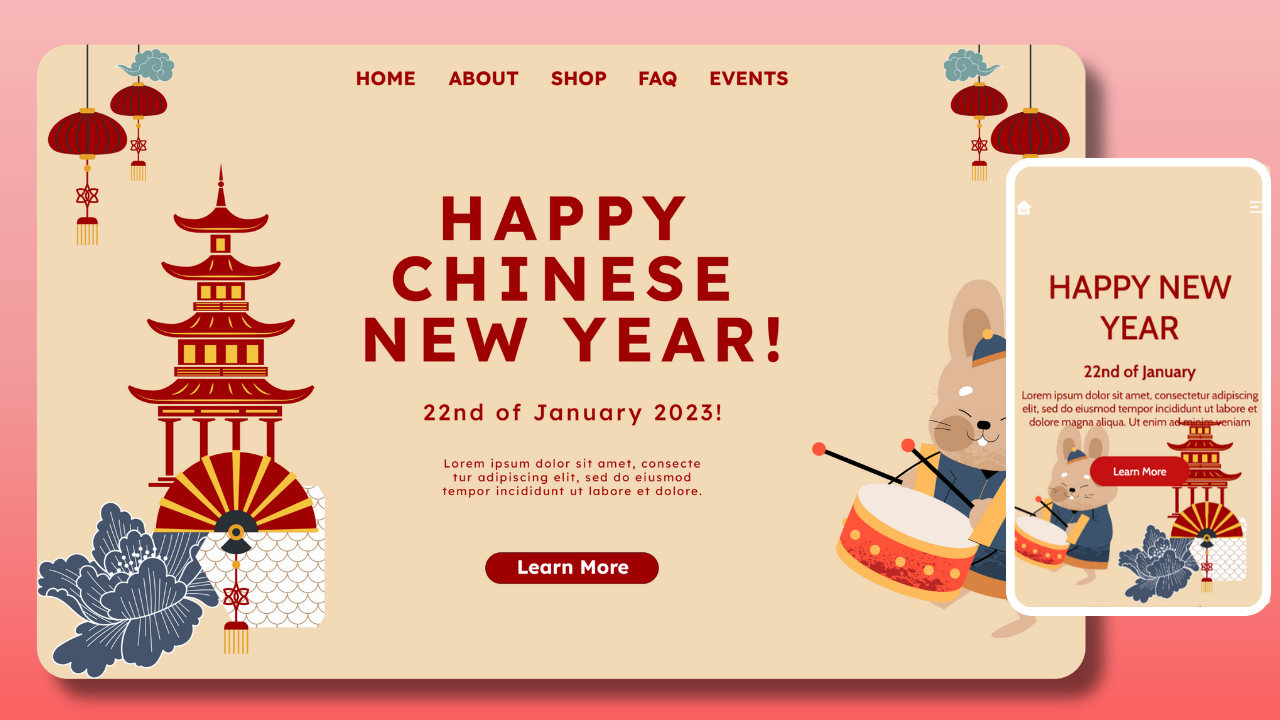 HOME ABOUT SHOP FAQ EVENTS
HAPPY
CHINESE
NEW YEAR!
22nd of January 2023!
Lorem ipsum dolor sit amet, consecte
tur adipiscing elit, sed do eiusmod
tempor incididunt ut labore et dolore.
Learn More
HAPPY NEW
YEAR
22nd of January
Lorem ipsum dolor sit amet, consectetur adipiscing
elit, sed do eiusmod tempor incididunt ut labore et
dolore magna aliqua. Ut enim ad minim veniam
Learn More